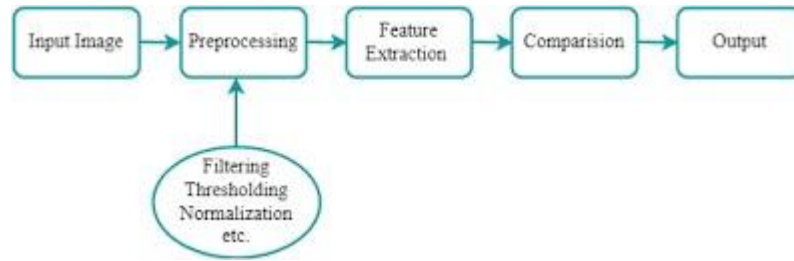 Input Image
Preprocessing
Feature
Extraction
Comparision
Output
Filtering
Thresholding
Normalization
etc.